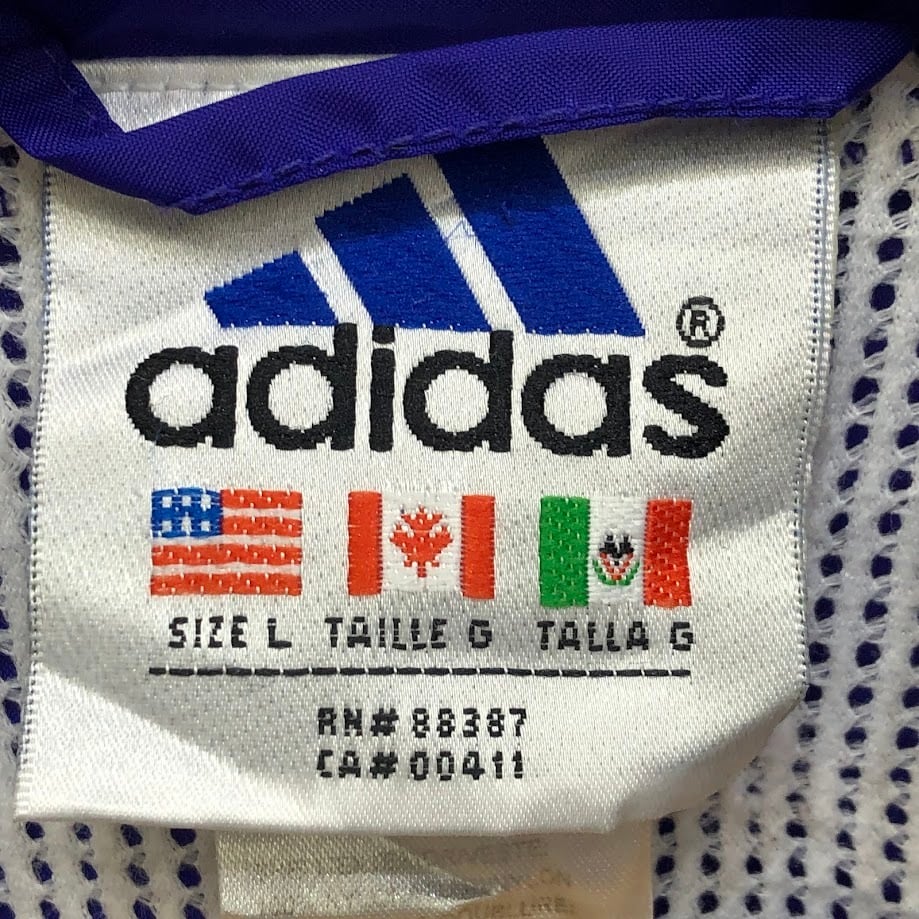 adidas®
SIZE L TAILLE G TALLA G
RN# 88387
CA# 00411